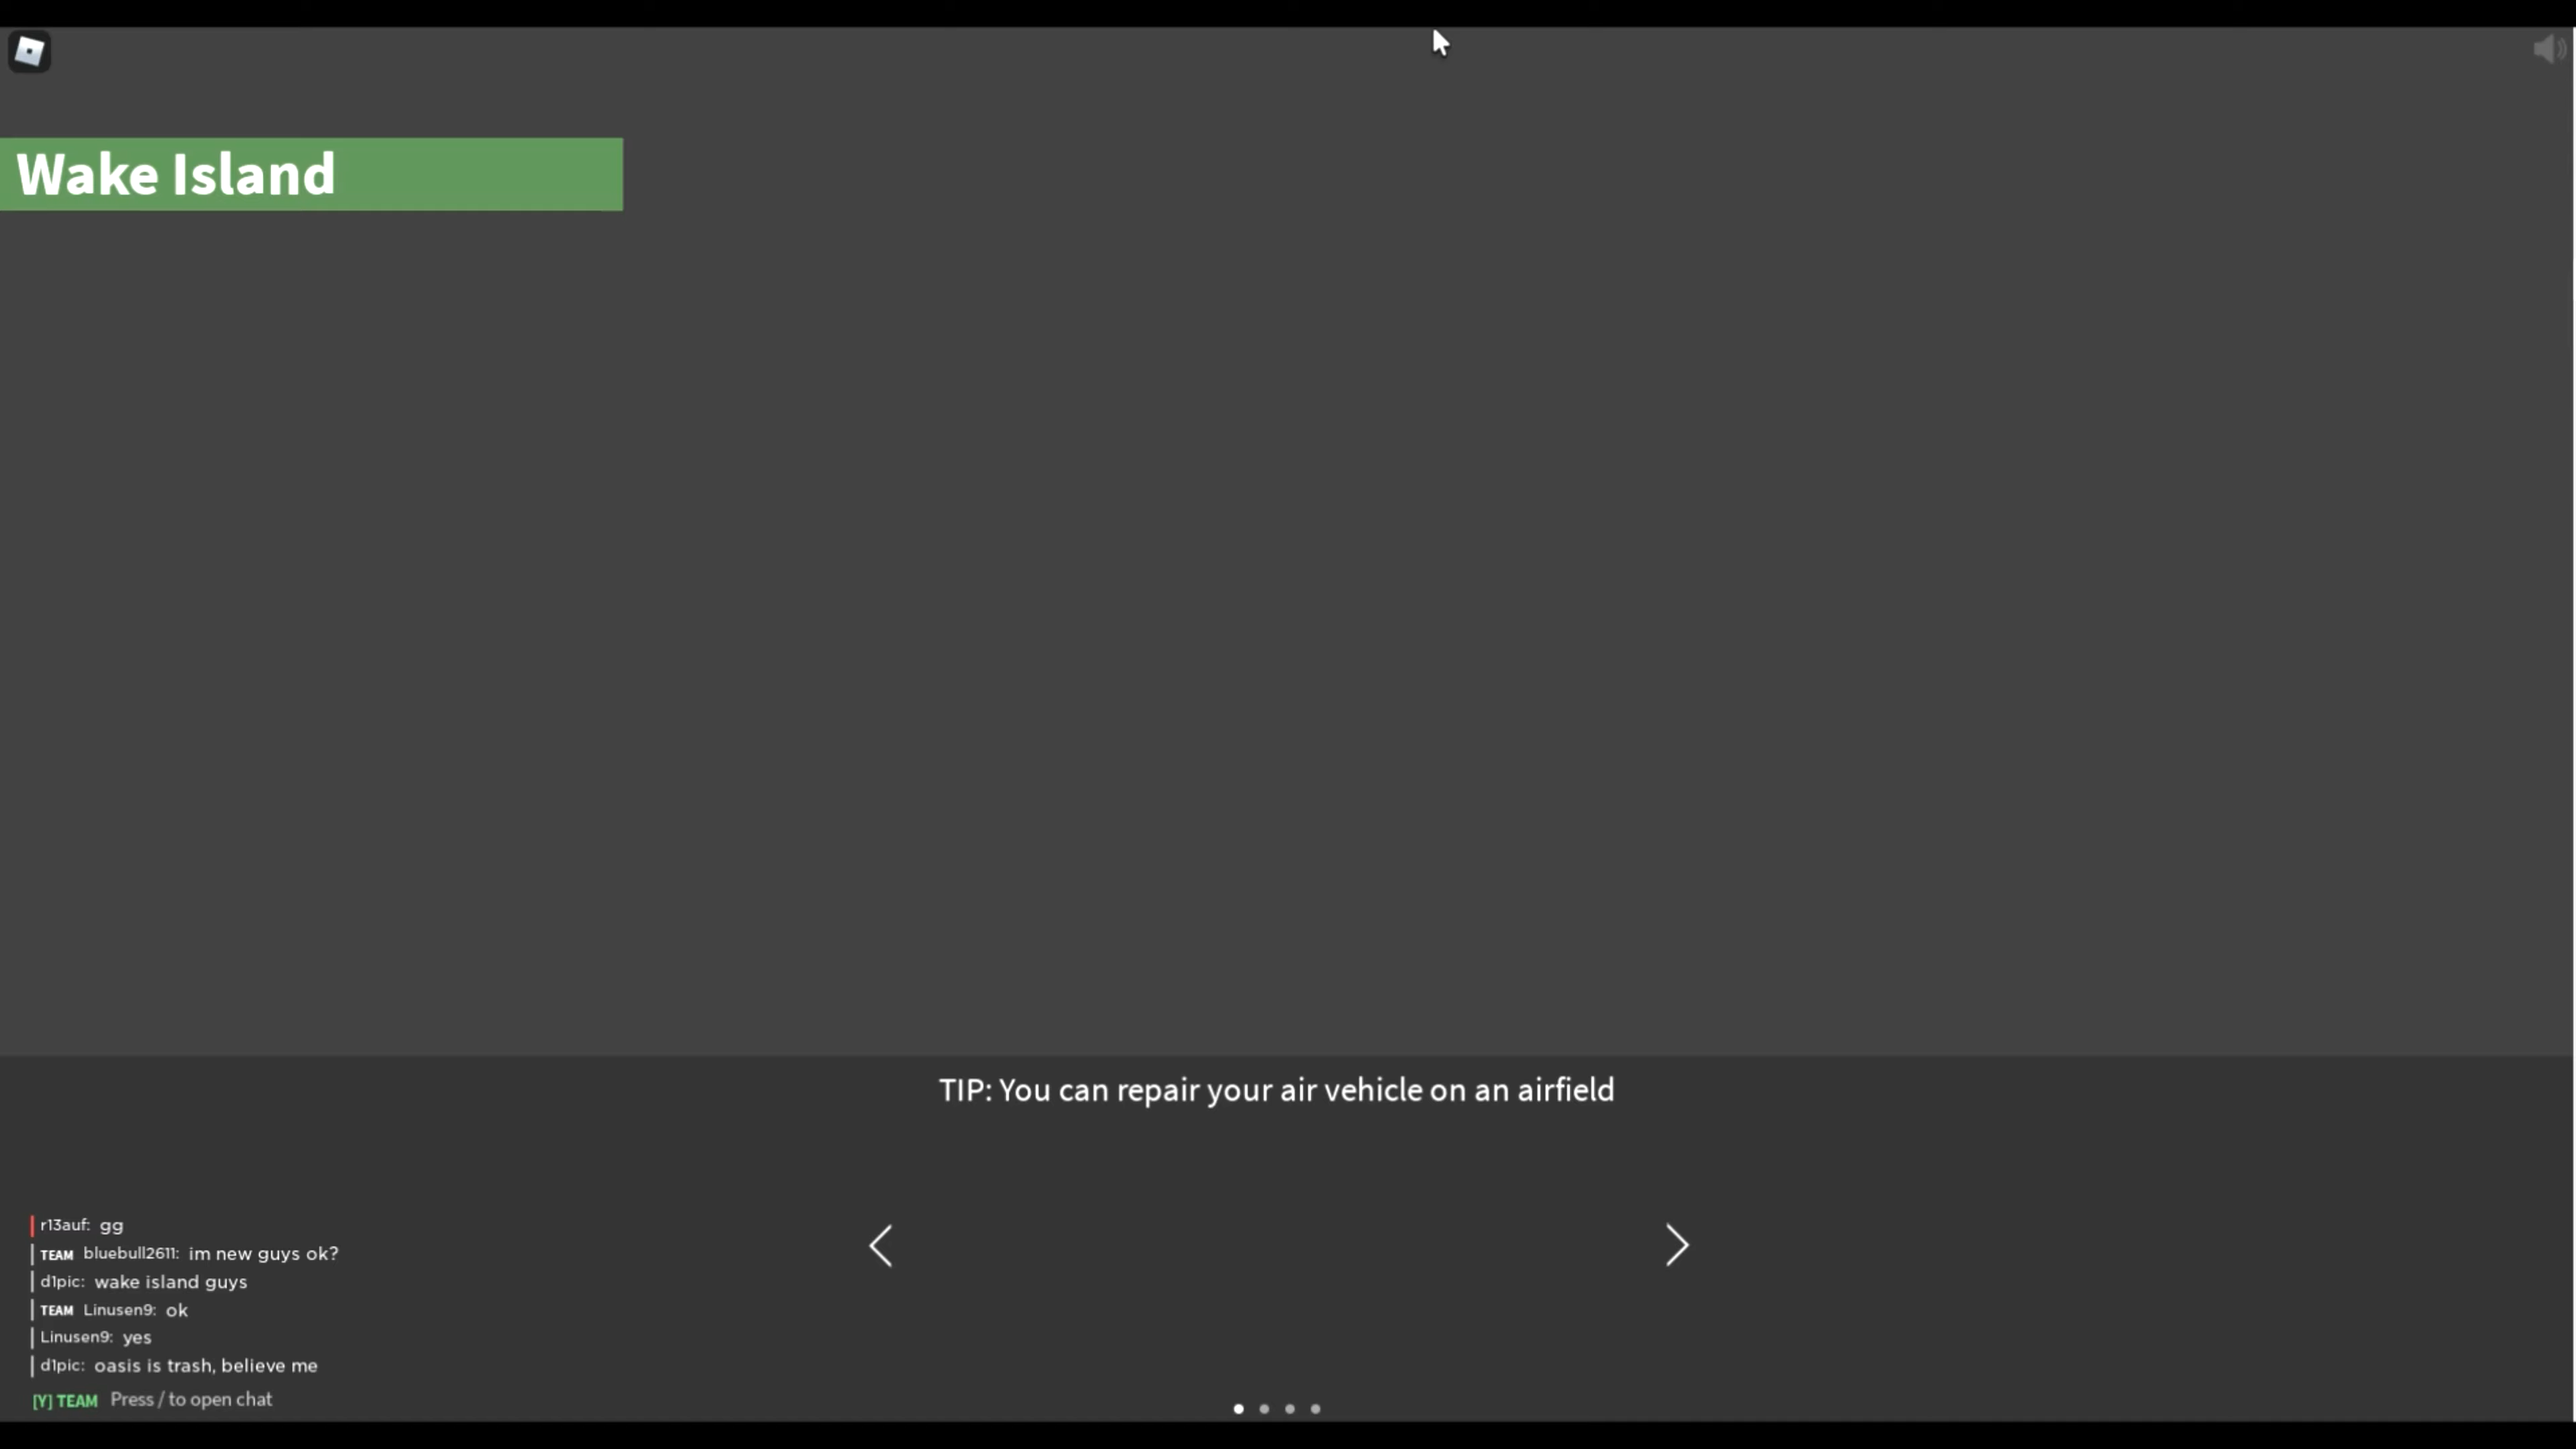 Wake Island
TIP: You can repair your air vehicle on an airfield
r13auf: gg
TEAM bluebull2611: im new guys ok?
d1pic: wake island guys
TEAM Linusen9: ok
Linusen9: yes
d1pic: oasis is trash, believe me
[Y] TEAM Press / to open chat